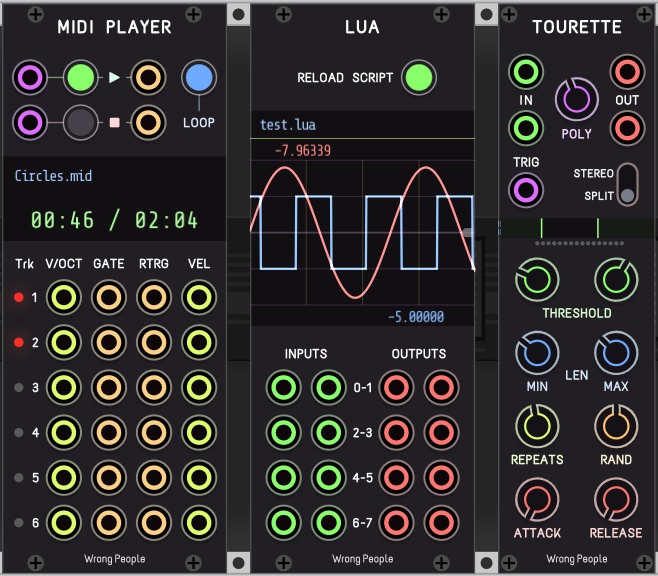 MIDI PLAYER
LOOP
Circles.mid
00:46 / 02:04
Trk V/OCT GATE RTRG VEL
1
2
3
4
5
6
Wrong People
LUA
RELOAD SCRIPT
test.lua
-7.96339
-5.00000
INPUTS OUTPUTS
0-1
2-3
4-5
6-7
Wrong People
TOURETTE
IN OUT
POLY
TRIG
STEREO
SPLIT
THRESHOLD
MIN LEN MAX
REPEATS RAND
ATTACK RELEASE
Wrong People